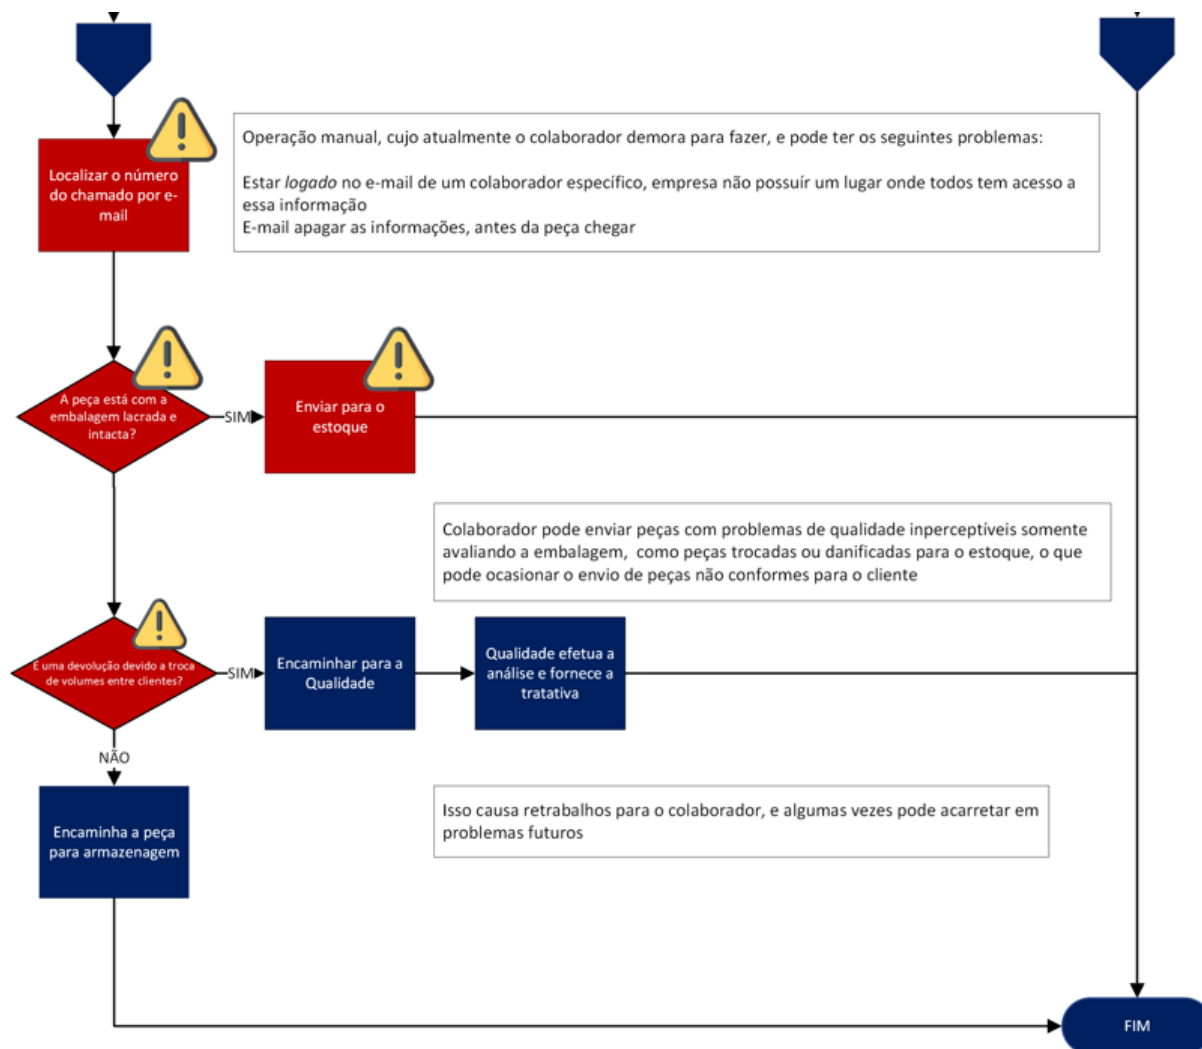 Operação manual, cujo atualmente o colaborador demora para fazer, e pode ter os seguintes problemas:
Estar logado no e-mail de um colaborador específico, empresa não possuír um lugar onde todos tem acesso a
essa informação
E-mail apagar as informações, antes da peça chegar
Localizar o número
do chamado por e-
mail
A peça está com a
embalagem lacrada e
intacta?
SIM
Enviar para o
estoque
Colaborador pode enviar peças com problemas de qualidade inperceptíveis somente
avaliando a embalagem, como peças trocadas ou danificadas para o estoque, o que
pode ocasionar o envio de peças não conformes para o cliente
É uma devolução devido a troca
de volumes entre clientes?
SIM
Encaminhar para a
Qualidade
Qualidade efetua a
análise e fornece a
tratativa
NÃO
Encaminha a peça
para armazenagem
Isso causa retrabalhos para o colaborador, e algumas vezes pode acarretar em
problemas futuros
FIM